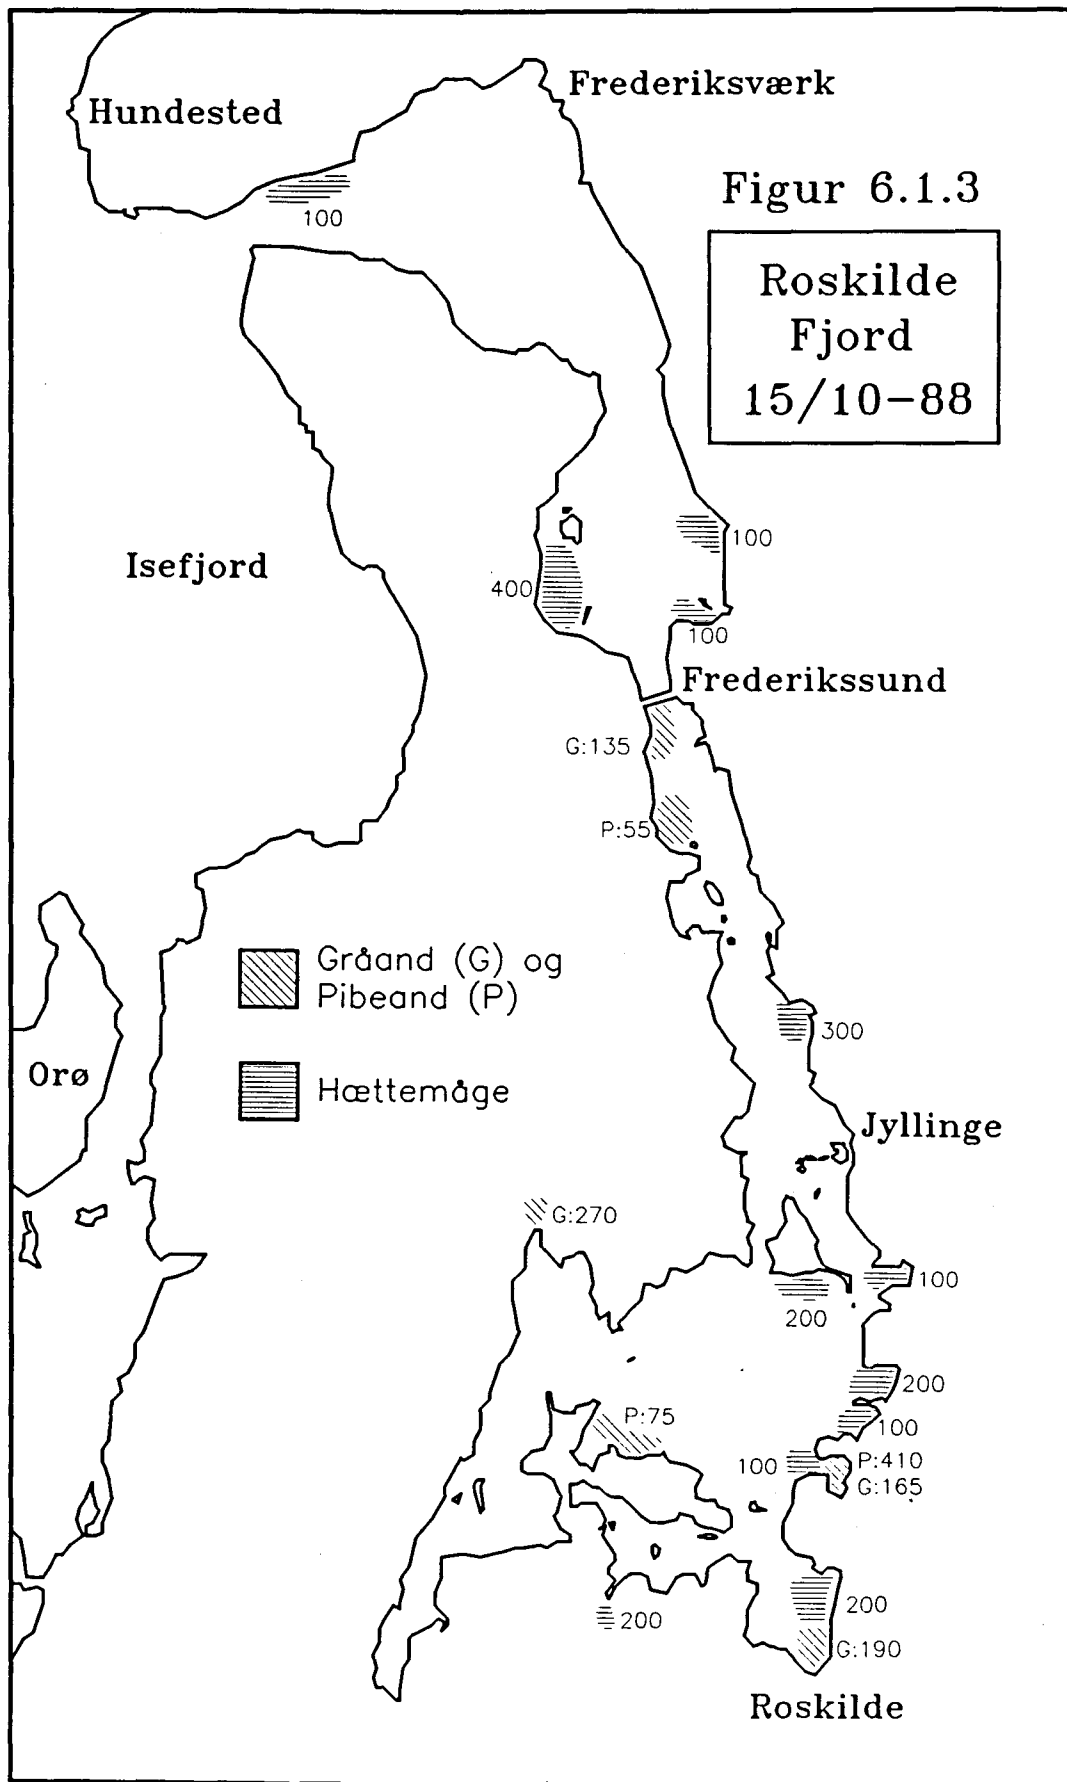 Frederiksværk
Hundested
Figur 6.1.3
100
Roskilde
Fjord
15/10-88
100
Isefjord
400
100
Frederikssund
G:135
P:55
Gråand (G) og
Pibeand (P)
300
Orø
Hættemåge
Jyllinge
G:270
100
200
200
P:75
100
100
P:410
G:165
200
200
G:190
Roskilde